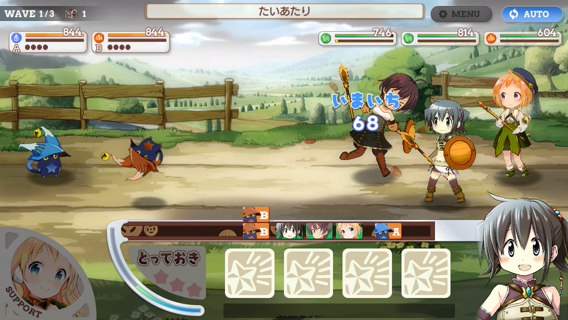 WAVE 1/3 1
たいあたり
MENU
AUTO
844
844
A
B
746
814
604
いまいち
68
B
B
A
とっておき
SUPPORT